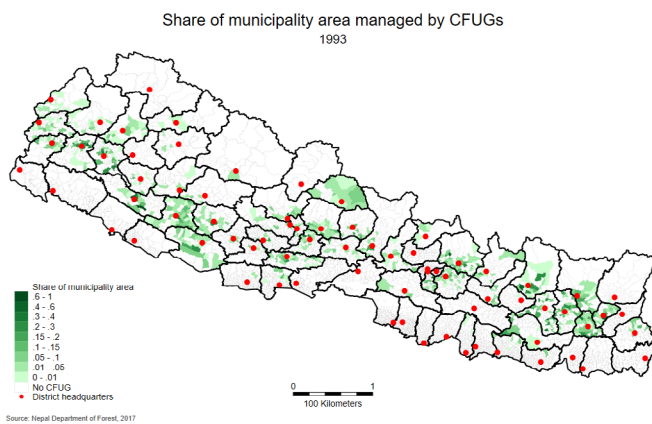 Share of municipality area managed by CFUGs
1993
Share of municipality area
.6 - 1
.4 - .6
.3 - .4
.2 - .3
.15 - .2
.1 - .15
.05 - .1
.01 .05
0 - .01
No CFUG
District headquarters
0 1
100 Kilometers
Source: Nepal Department of Forest, 2017